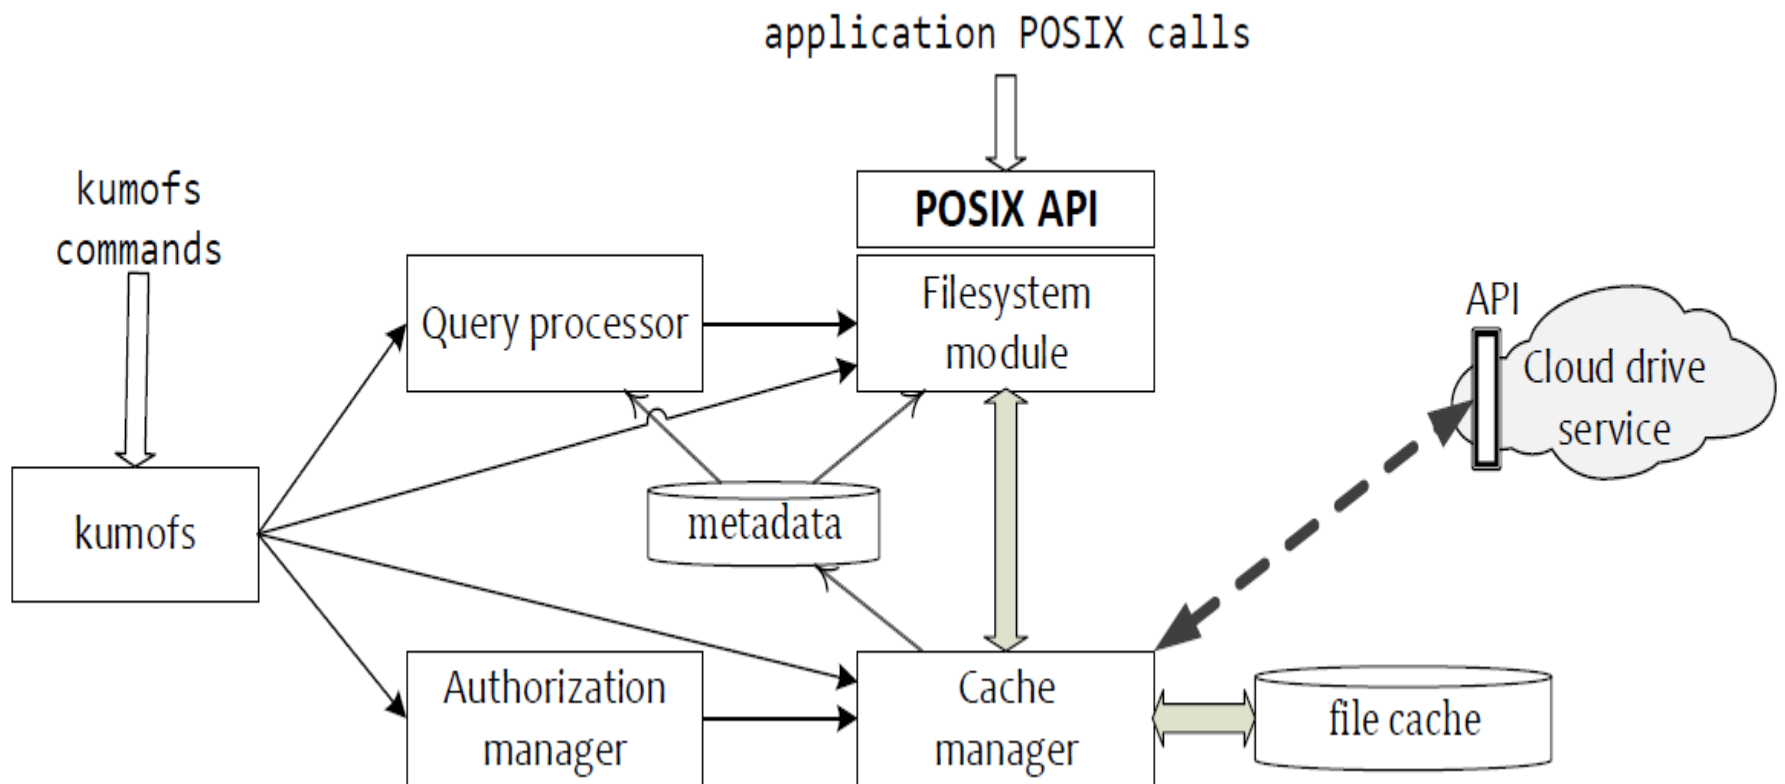 application POSIX calls
kumofs
commands
POSIX API
Query processor
Filesystem
module
API
Cloud drive
service
kumofs
metadata
Authorization
manager
Cache
manager
file cache